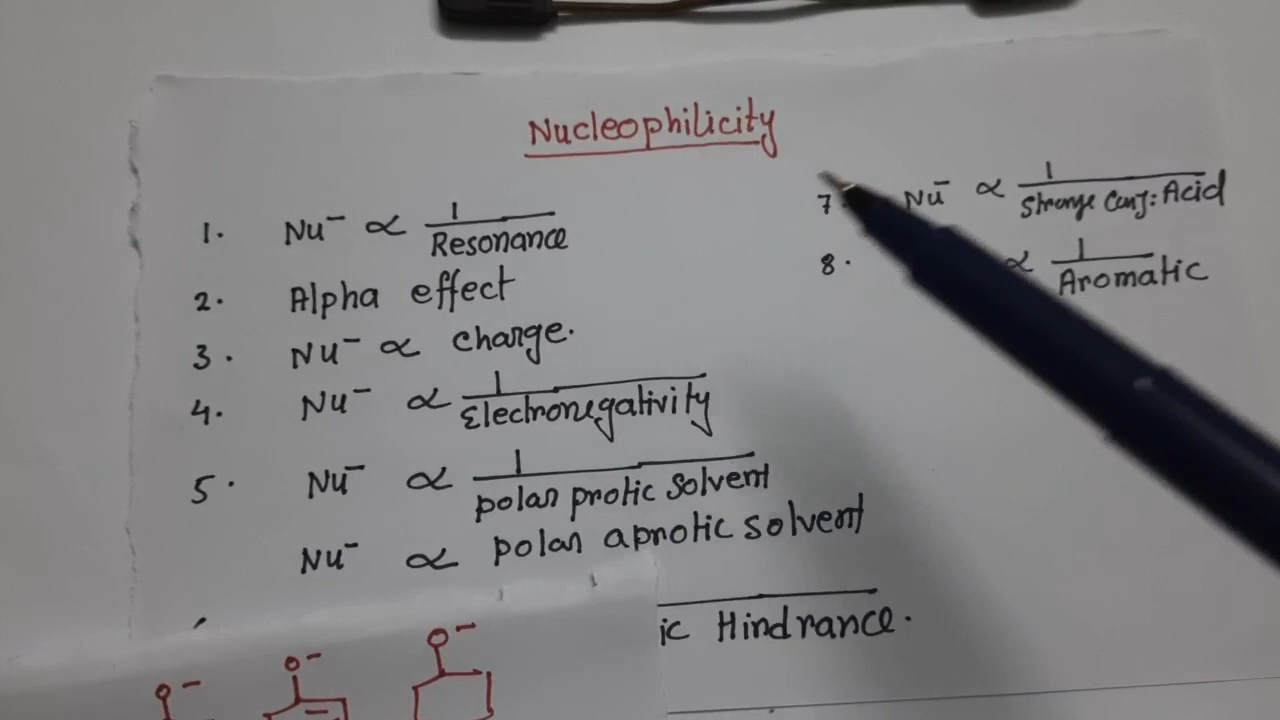 Nucleophilicity
1. Nu⁻ ∝ 1/Resonance
2. Alpha effect
3. Nu⁻ ∝ charge.
4. Nu⁻ ∝ 1/Electronegativity
5. Nu⁻ ∝ 1/polar protic solvent
Nu⁻ ∝ polar aprotic solvent
ic Hindrance.
7. Nu⁻ ∝ 1/Stronge Conj: Acid
8. ∝ 1/Aromatic
O⁻
O⁻
O⁻